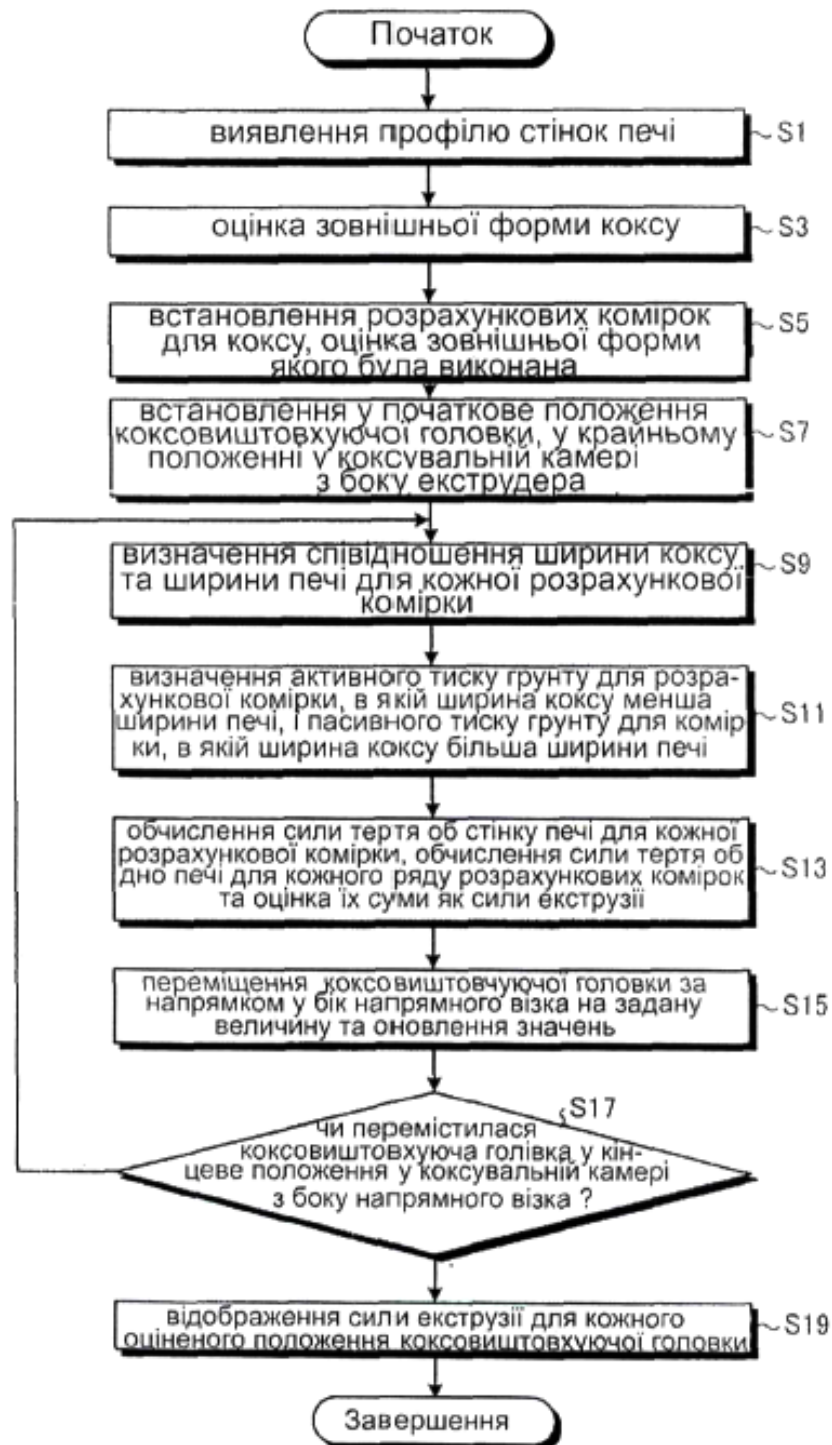 Початок
виявлення профілю стінок печі
S1
оцінка зовнішньої форми коксу
S3
встановлення розрахункових комірок
для коксу, оцінка зовнішньої форми
якого була виконана
S5
встановлення у початкове положення
коксовиштовхуючої головки, у крайньому
положенні у коксувальній камері
з боку екструдера
S7
визначення співвідношення ширини коксу
та ширини печі для кожної розрахункової
комірки
S9
визначення активного тиску грунту для розра-
хункової комірки, в якій ширина коксу менша
ширини печі, і пасивного тиску грунту для комір
ки, в якій ширина коксу більша ширини печі
S11
обчислення сили тертя об стінку печі для кожної
розрахункової комірки, обчислення сили тертя об
дно печі для кожного ряду розрахункових комірок
та оцінка їх суми як сили екструзії
S13
переміщення коксовиштовчуючої головки за
напрямком у бік напрямного візка на задану
величину та оновлення значень
S15
S17
чи перемістилася
коксовиштовхуюча голівка у кін-
цеве положення у коксувальній камері
з боку напрямного візка ?
відображення сили екструзії для кожного
оціненого положення коксовиштовхуючої головки
S19
Завершення